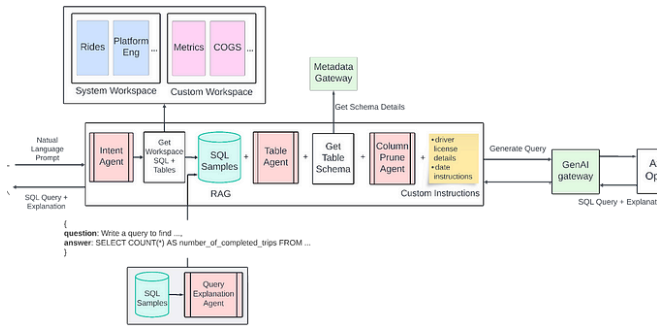 Rides
Platform
Eng
...
Metrics
COGS
...
System Workspace
Custom Workspace
Metadata
Gateway
Get Schema Details
Natual
Language
Prompt
Intent
Agent
Get
Workspace
SQL +
Tables
SQL
Samples
+
Table
Agent
+
Get
Table
Schema
+
Column
Prune
Agent
+
• driver
license
details
• date
instructions
RAG
Custom Instructions
Generate Query
GenAI
gateway
SQL Query +
Explanation
SQL Query + Explanat
{
question: Write a query to find ...,
answer: SELECT COUNT(*) AS number_of_completed_trips FROM ...
}
SQL
Samples
Query
Explanation
Agent